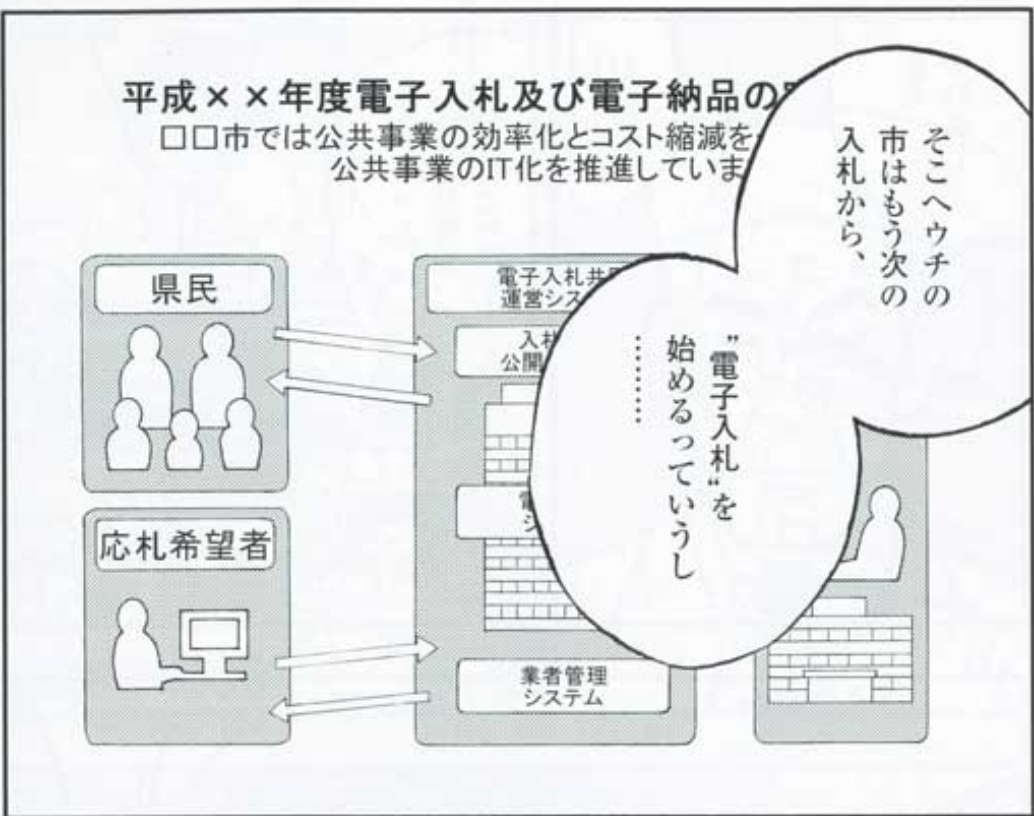 平成××年度電子入札及び電子納品の
□□市では公共事業の効率化とコスト縮減を
公共事業のIT化を推進していま
そこへウチの
市はもう次の
入札から、
”電子入札“を
始めるっていうし
………
県民
電子入札共
運営シス
入札
公開
電
シ
業者管理
システム
応札希望者